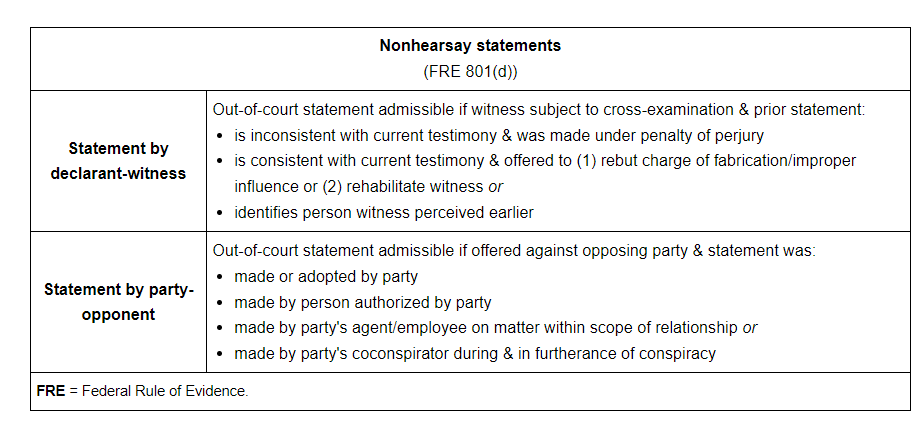 Nonhearsay statements
(FRE 801(d))
Statement by
declarant-witness
Out-of-court statement admissible if witness subject to cross-examination & prior statement:
• is inconsistent with current testimony & was made under penalty of perjury
• is consistent with current testimony & offered to (1) rebut charge of fabrication/improper
influence or (2) rehabilitate witness or
• identifies person witness perceived earlier
Statement by party-
opponent
Out-of-court statement admissible if offered against opposing party & statement was:
• made or adopted by party
• made by person authorized by party
• made by party's agent/employee on matter within scope of relationship or
• made by party's coconspirator during & in furtherance of conspiracy
FRE = Federal Rule of Evidence.